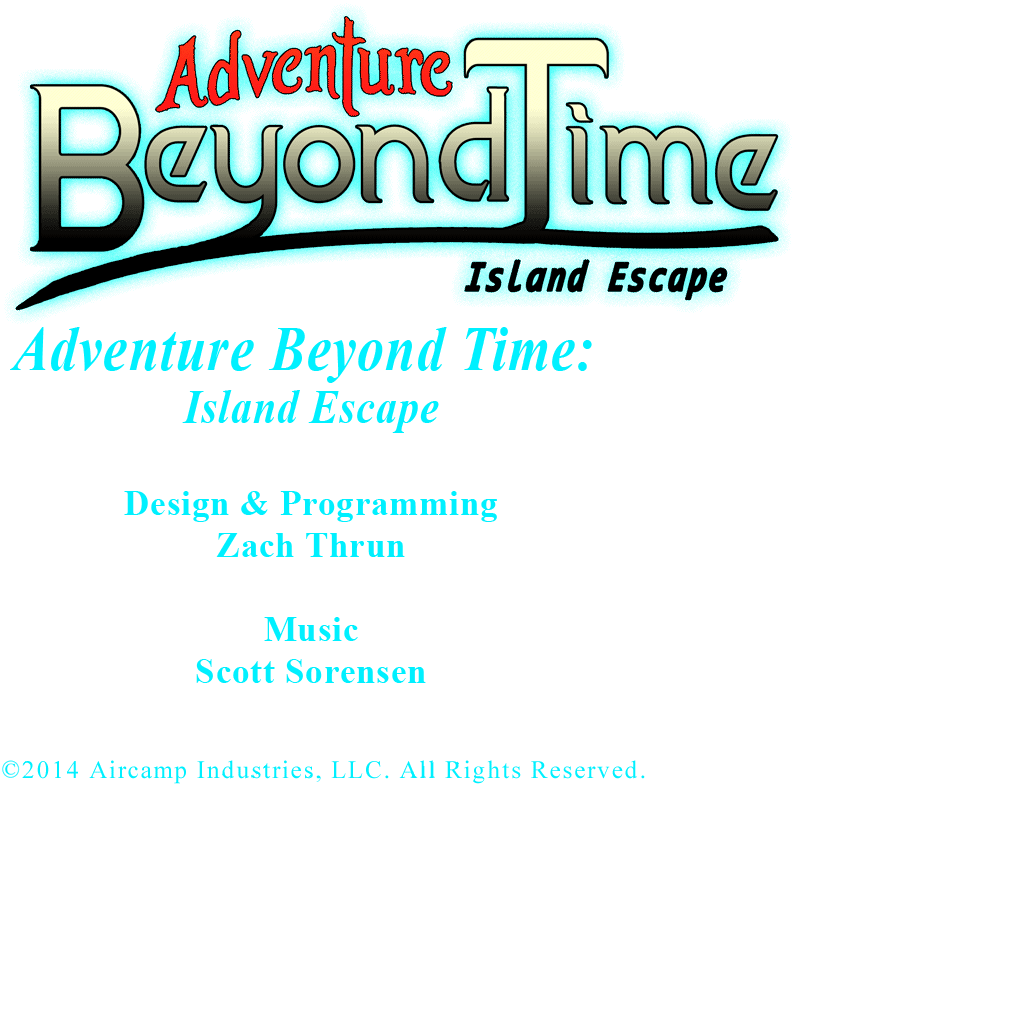 Adventure
Beyond Time
Island Escape
Adventure Beyond Time:
Island Escape
Design & Programming
Zach Thrun
Music
Scott Sorensen
©2014 Aircamp Industries, LLC. All Rights Reserved.